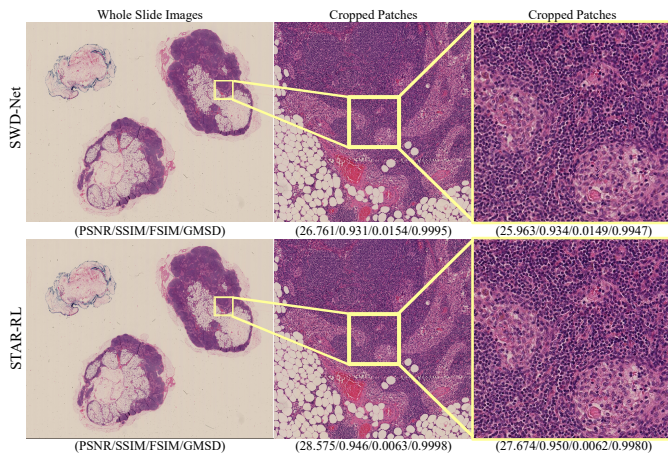 Whole Slide Images Cropped Patches Cropped Patches
SWD-Net
(PSNR/SSIM/FSIM/GMSD) (26.761/0.931/0.0154/0.9995) (25.963/0.934/0.0149/0.9947)
STAR-RL
(PSNR/SSIM/FSIM/GMSD) (28.575/0.946/0.0063/0.9998) (27.674/0.950/0.0062/0.9980)